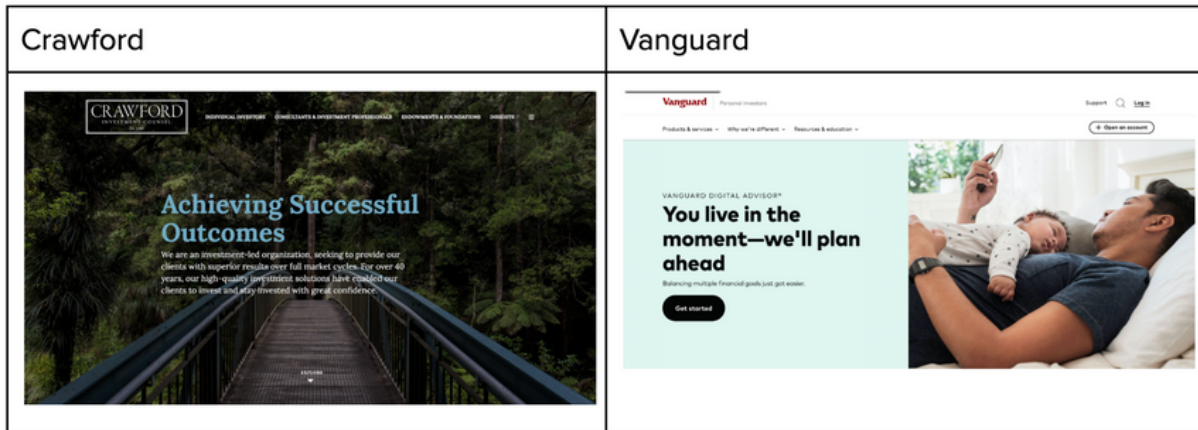 Crawford
Vanguard
CRAWFORD
INVESTMENT COUNSEL
INDIVIDUAL INVESTORS CONSULTANTS & INVESTMENT PROFESSIONALS ENDOWMENTS & FOUNDATIONS INSIGHTS
Achieving Successful
Outcomes
We are an investment-led organization, seeking to provide our
clients with superior results over full market cycles. For over 40
years, our high-quality investment solutions have enabled our
clients to invest and stay invested with great confidence.
EXPLORE
Vanguard Personal investors
Support Log in
Products & services Why we're different Resources & education
+ Open an account
VANGUARD DIGITAL ADVISOR®
You live in the
moment—we'll plan
ahead
Balancing multiple financial goals just got easier.
Get started